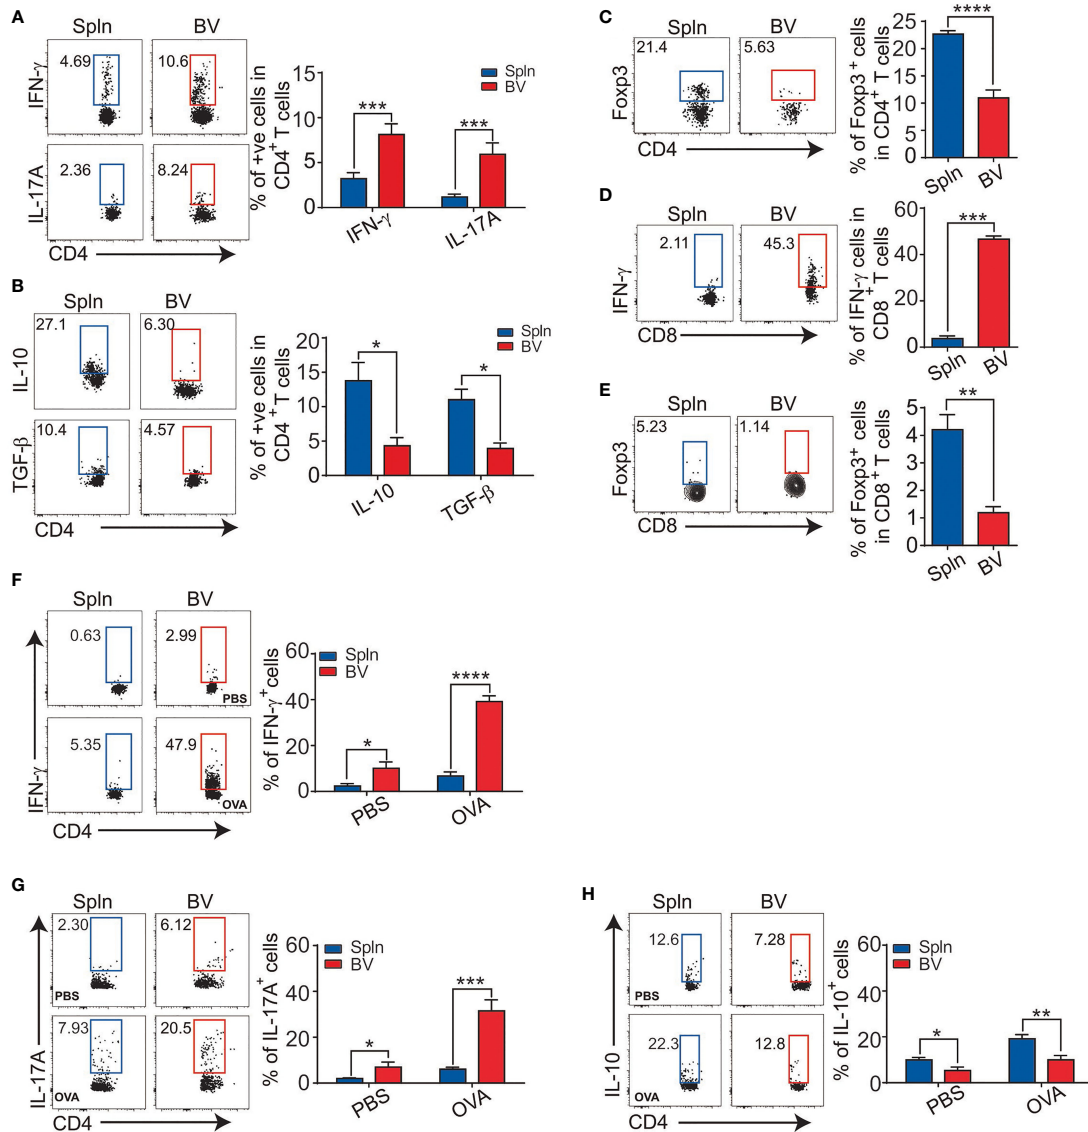 A
Spln BV
IFN-γ
4.69 10.6
IL-17A
2.36 8.24
CD4
% of +ve cells in
CD4+ T cells
15
10
5
0
Spln
BV
*** ***
IFN-γ IL-17A
B
Spln BV
IL-10
27.1 6.30
TGF-β
10.4 4.57
CD4
% of +ve cells in
CD4 +T cells
20
15
10
5
0
Spln
BV
* *
IL-10 TGF-β
C
Spln BV
Foxp3
21.4 5.63
CD4
% of Foxp3 + cells
in CD4+ T cells
25
20
15
10
5
0
****
Spln BV
D
Spln BV
IFN-γ
2.11 45.3
CD8
% of IFN-γ cells in
CD8 +T cells
60
40
20
0
***
Spln BV
E
Spln BV
Foxp3
5.23 1.14
CD8
% of Foxp3+ cells
in CD8+T cells
5
4
3
2
1
0
**
Spln BV
F
Spln BV
IFN-γ
0.63 2.99
PBS
5.35 47.9
OVA
CD4
% of IFN-γ+cells
60
40
20
0
Spln
BV
* ****
PBS OVA
G
Spln BV
IL-17A
2.30 6.12
PBS
7.93 20.5
OVA
CD4
% of IL-17A+ cells
60
40
20
0
Spln
BV
* ***
PBS OVA
H
Spln BV
IL-10
12.6 7.28
PBS
22.3 12.8
OVA
CD4
% of IL-10+ cells
60
40
20
0
Spln
BV
* **
PBS OVA